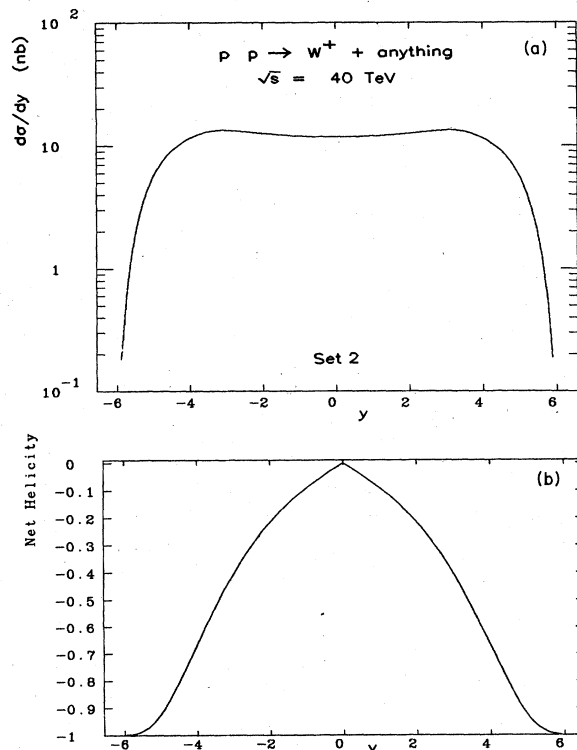 10²
(a)
p p → W⁺ + anything
√s = 40 TeV
dσ/dy (nb)
10
1
10⁻¹
Set 2
-6 -4 -2 0 2 4 6
y
(b)
Net Helicity
0
-0.1
-0.2
-0.3
-0.4
-0.5
-0.6
-0.7
-0.8
-0.9
-1
-6 -4 -2 0 2 4 6
y